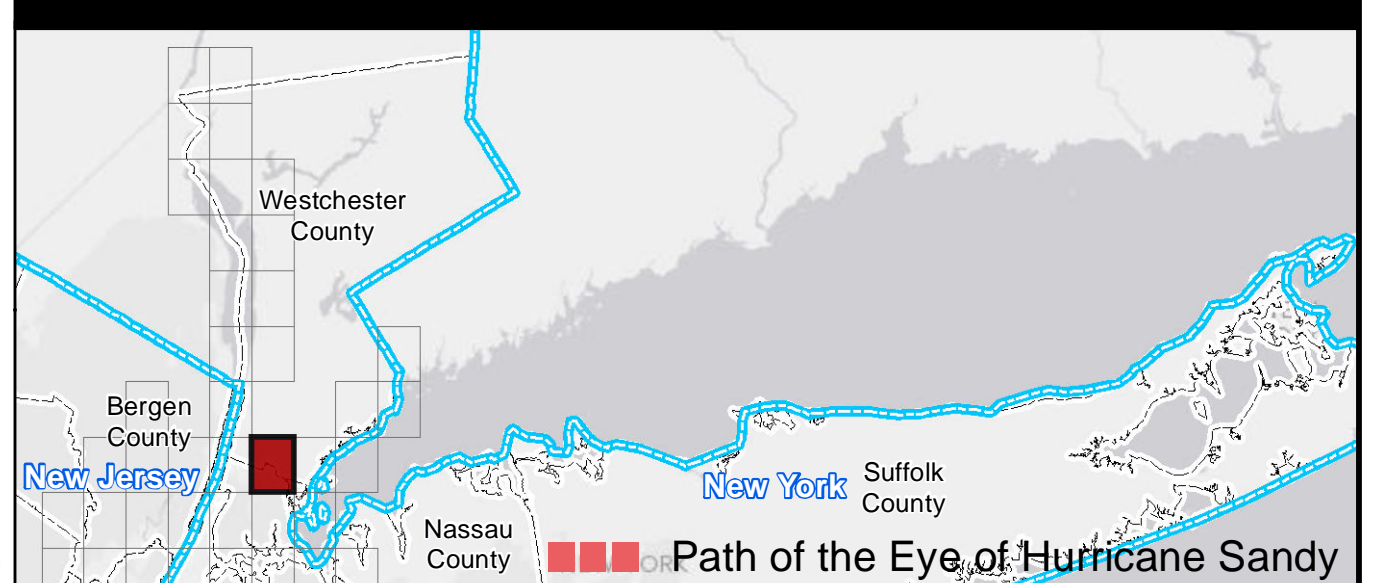 Westchester
County
Bergen
County
New Jersey
New York
Suffolk
County
Nassau
County
ORK
Path of the Eye of Hurricane Sandy